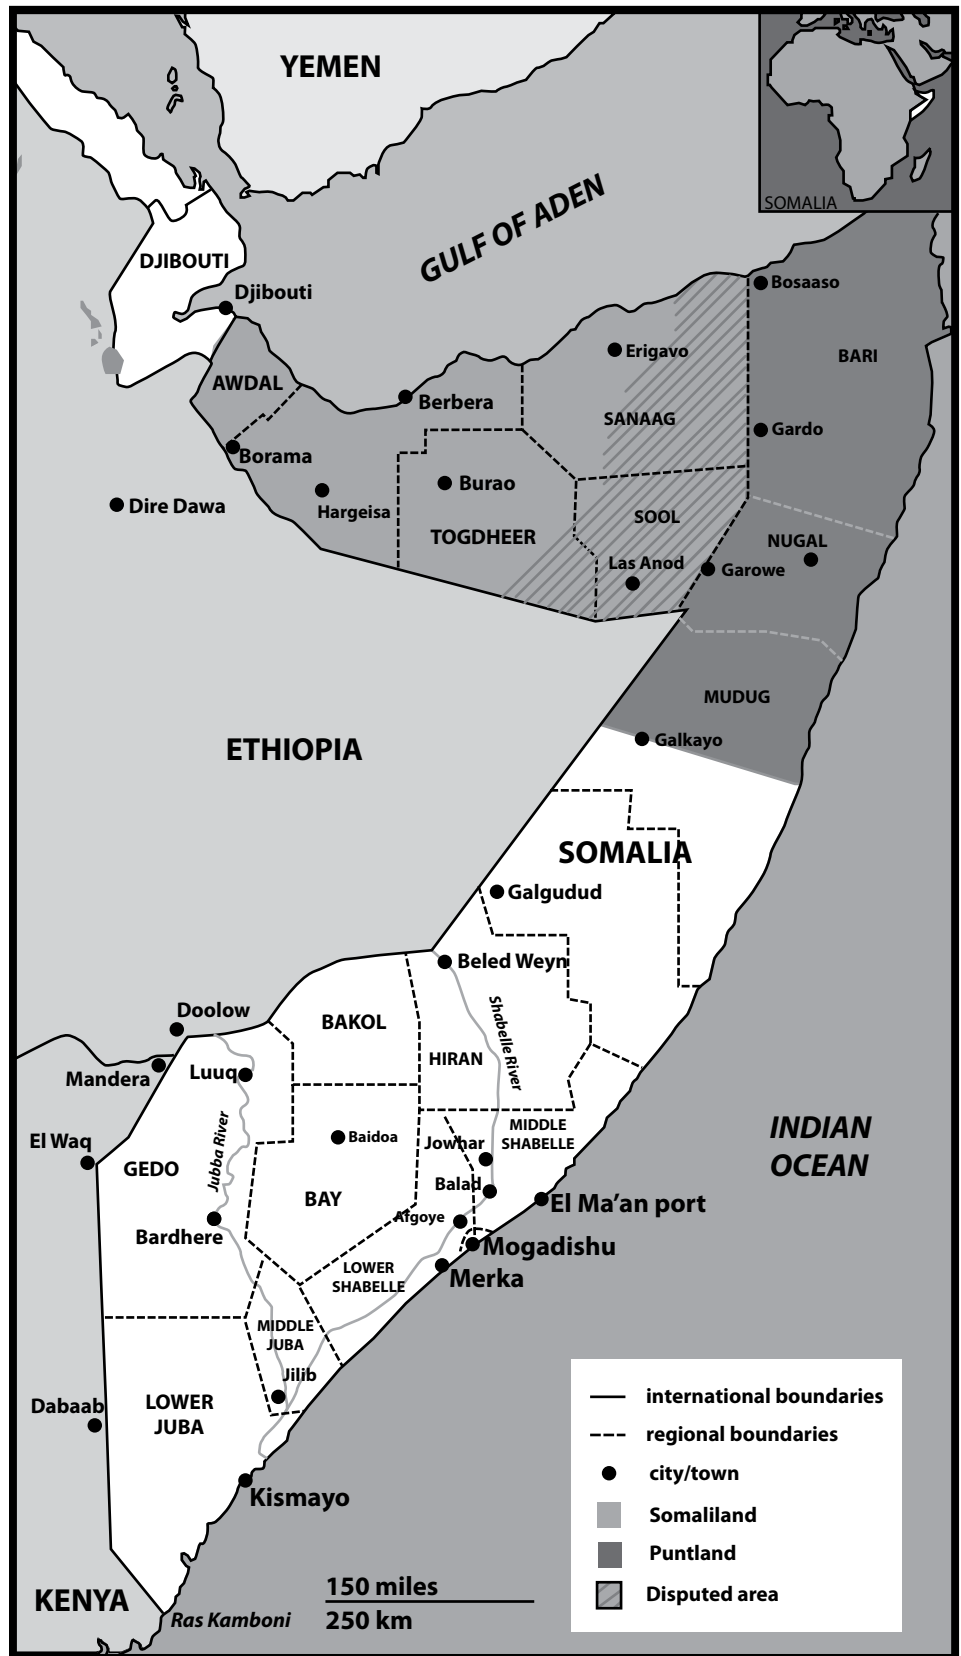 YEMEN
SOMALIA
GULF OF ADEN
DJIBOUTI
Djibouti
Bosaaso
Erigavo
BARI
AWDAL
Berbera
SANAAG
Gardo
Borama
Burao
Hargeisa
Dire Dawa
SOOL
TOGDHEER
NUGAL
Las Anod
Garowe
MUDUG
Galkayo
ETHIOPIA
SOMALIA
Galgudud
Beled Weyn
Doolow
BAKOL
Shabelle River
HIRAN
Mandera
Luuq
El Waq
GEDO
Jubba River
Baidoa
Jowhar
MIDDLE
SHABELLE
INDIAN
OCEAN
BAY
Balad
Afgoye
El Ma’an port
Bardhere
Mogadishu
LOWER
SHABELLE
Merka
MIDDLE
JUBA
Jilib
Dabaab
LOWER
JUBA
Kismayo
KENYA
Ras Kamboni
150 miles
250 km
international boundaries
regional boundaries
city/town
Somaliland
Puntland
Disputed area